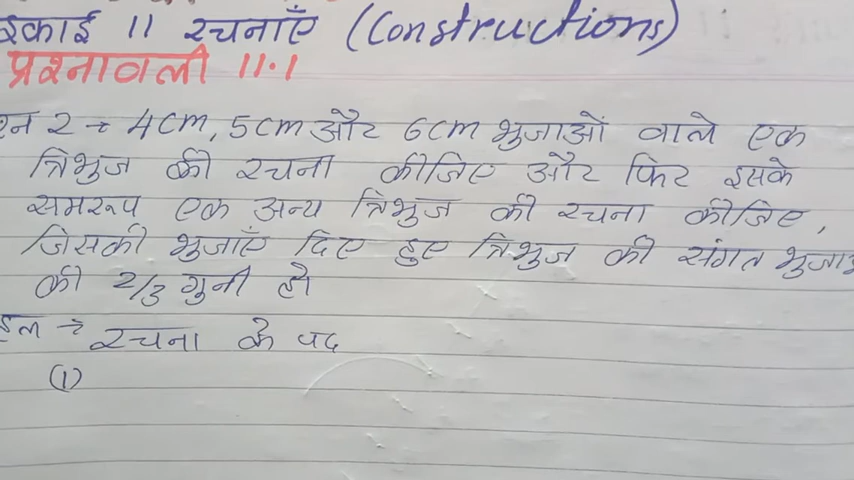 इकाई 11 रचनाएँ (Constructions)
प्रश्नावली 11.1
2 → 4cm, 5cm और 6cm भुजाओं वाले एक
त्रिभुज की रचना कीजिए और फिर इसके
समरूप एक अन्य त्रिभुज की रचना कीजिए,
जिसकी भुजाएँ दिए हुए त्रिभुज की संगत
की 2/3 गुनी हो
हल → रचना के पद
(1)